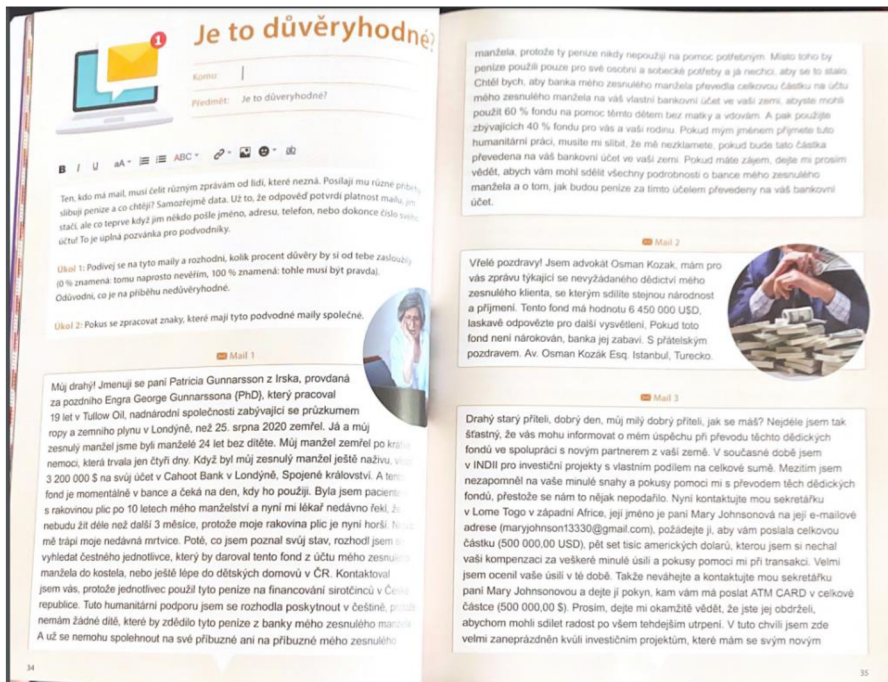 Je to důvěryhodné?
1
Komu:
Předmět: Je to důveryhodné?
B I U aA ABC
Ten, kdo má mail, musí čelit různým zprávám od lidí, které nezná. Posílají mu různé příběhy,
slibují peníze a co chtějí? Samozřejmě data. Už to, že odpověď potvrdí platnost mailu, jim
stačí, ale co teprve když jim někdo pošle jméno, adresu, telefon, nebo dokonce číslo svého
účtu! To je úplná pozvánka pro podvodníky.
Úkol 1: Podívej se na tyto maily a rozhodni, kolik procent důvěry by si od tebe zasloužily
(0 % znamená: tomu naprosto nevěřím, 100 % znamená: tohle musí být pravda).
Odůvodni, co je na příběhu nedůvěryhodné.
Úkol 2: Pokus se zpracovat znaky, které mají tyto podvodné maily společné.
Mail 1
Můj drahý! Jmenuji se paní Patricia Gunnarsson z Irska, provdaná
za pozdního Engra George Gunnarssona {PhD}, který pracoval
19 let v Tullow Oil, nadnárodní společnosti zabývající se průzkumem
ropy a zemního plynu v Londýně, než 25. srpna 2020 zemřel. Já a můj
zesnulý manžel jsme byli manželé 24 let bez dítěte. Můj manžel zemřel po krátké
nemoci, která trvala jen čtyři dny. Když byl můj zesnulý manžel ještě naživu,
3 200 000 $ na svůj účet v Cahoot Bank v Londýně, Spojené království. A tento
fond je momentálně v bance a čeká na den, kdy ho použiji. Byla jsem pacientem
s rakovinou plic po 10 letech mého manželství a nyní mi lékař nedávno řekl, že
nebudu žít déle než další 3 měsíce, protože moje rakovina plic je nyní horší.
mě trápí moje nedávná mrtvice. Poté, co jsem poznal svůj stav, rozhodl jsem se
vyhledat čestného jednotlivce, který by daroval tento fond z účtu mého zesnulého
manžela do kostela, nebo ještě lépe do dětských domovů v ČR. Kontaktoval
jsem vás, protože jednotlivec použil tyto peníze na financování sirotčinců v České
republice. Tuto humanitární podporu jsem se rozhodla poskytnout v češtině, protože
nemám žádné dítě, které by zdědilo tyto peníze z banky mého zesnulého manžela.
A už se nemohu spolehnout na své příbuzné ani na příbuzné mého zesnulého
34
manžela, protože ty peníze nikdy nepoužijí na pomoc potřebným. Místo toho by
peníze použili pouze pro své osobní a sobecké potřeby a já nechci, aby se to stalo.
Chtěl bych, aby banka mého zesnulého manžela převedla celkovou částku na účtu
mého zesnulého manžela na váš vlastní bankovní účet ve vaší zemi, abyste mohli
použít 60 % fondu na pomoc těmto dětem bez matky a vdovám. A pak použijte
zbývajících 40 % fondu pro vás a vaši rodinu. Pokud mým jménem přijmete tuto
humanitární práci, musíte mi slíbit, že mě nezklamete, pokud bude tato částka
převedena na váš bankovní účet ve vaší zemi. Pokud máte zájem, dejte mi prosím
vědět, abych vám mohl sdělit všechny podrobnosti o bance mého zesnulého
manžela a o tom, jak budou peníze za tímto účelem převedeny na váš bankovní
účet.
Mail 2
Vřelé pozdravy! Jsem advokát Osman Kozak, mám pro
vás zprávu týkající se nevyžádaného dědictví mého
zesnulého klienta, se kterým sdílíte stejnou národnost
a příjmení. Tento fond má hodnotu 6 450 000 U$D,
laskavě odpovězte pro další vysvětlení. Pokud toto
fond není nárokován, banka jej zabaví. S přátelským
pozdravem. Av. Osman Kozák Esq. Istanbul, Turecko.
Mail 3
Drahý starý příteli, dobrý den, můj milý dobrý příteli, jak se máš? Nejdéle jsem tak
šťastný, že vás mohu informovat o mém úspěchu při převodu těchto dědických
fondů ve spolupráci s novým partnerem z vaší země. V současné době jsem
v INDII pro investiční projekty s vlastním podílem na celkové sumě. Mezitím jsem
nezapomněl na vaše minulé snahy a pokusy pomoci mi s převodem těch dědických
fondů, přestože se nám to nějak nepodařilo. Nyní kontaktujte mou sekretářku
v Lome Togo v západní Africe, její jméno je paní Mary Johnsonová na její e-mailové
adrese (maryjohnson13330@gmail.com), požádejte ji, aby vám poslala celkovou
částku (500 000,00 USD), pět set tisíc amerických dolarů, kterou jsem si nechal
vaši kompenzaci za veškeré minulé úsilí a pokusy pomoci mi při transakci. Velmi
jsem ocenil vaše úsilí v té době. Takže neváhejte a kontaktujte mou sekretářku
paní Mary Johnsonovou a dejte jí pokyn, kam vám má poslat ATM CARD v celkové
částce (500 000,00 $). Prosím, dejte mi okamžitě vědět, že jste jej obdrželi,
abychom mohli sdílet radost po všem tehdejším utrpení. V tuto chvíli jsem zde
velmi zaneprázdněn kvůli investičním projektům, které mám se svým novým
35